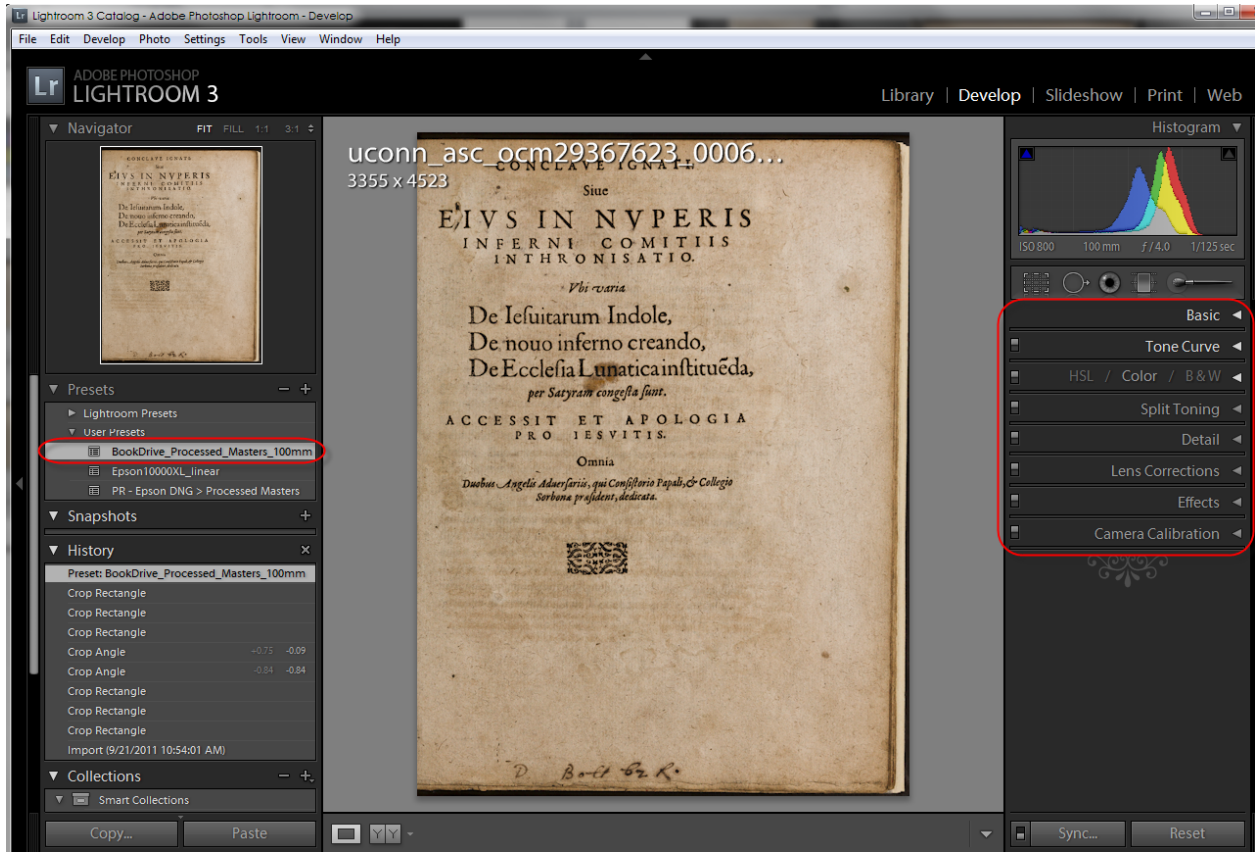 Lightroom 3 Catalog - Adobe Photoshop Lightroom - Develop
File Edit Develop Photo Settings Tools View Window Help
Lr ADOBE PHOTOSHOP
LIGHTROOM 3
Library | Develop | Slideshow | Print | Web
Navigator FIT FILL 1:1 3:1
Presets
Lightroom Presets
User Presets
BookDrive_Processed_Masters_100mm
Epson10000XL_linear
PR - Epson DNG > Processed Masters
Snapshots
History
Preset: BookDrive_Processed_Masters_100mm
Crop Rectangle
Crop Rectangle
Crop Rectangle
Crop Angle +0.75 -0.09
Crop Angle -0.84 -0.84
Crop Rectangle
Crop Rectangle
Crop Rectangle
Import (9/21/2011 10:54:01 AM)
Collections
Smart Collections
Copy... Paste
uconn_asc_ocm29367623_0006...
3355 x 4523
CONCLAVE IGNATI:
Siue
EIVS IN NVPERIS
INFERNI COMITIIS
INTHRONISATIO.
Vbi varia
De Iesuitarum Indole,
De nouo inferno creando,
De Ecclesia Lunatica instituēda,
per Satyram congesta sunt.
ACCESSIT ET APOLOGIA
PRO IESVITIS.
Omnia
Duobus Angelis Aduersariis, qui Consistorio Papali, & Collegio
Sorbonæ præsident, dedicata.
Histogram
ISO 800 100 mm ƒ / 4.0 1/125 sec
Basic
Tone Curve
HSL / Color / B & W
Split Toning
Detail
Lens Corrections
Effects
Camera Calibration
YY
Sync... Reset